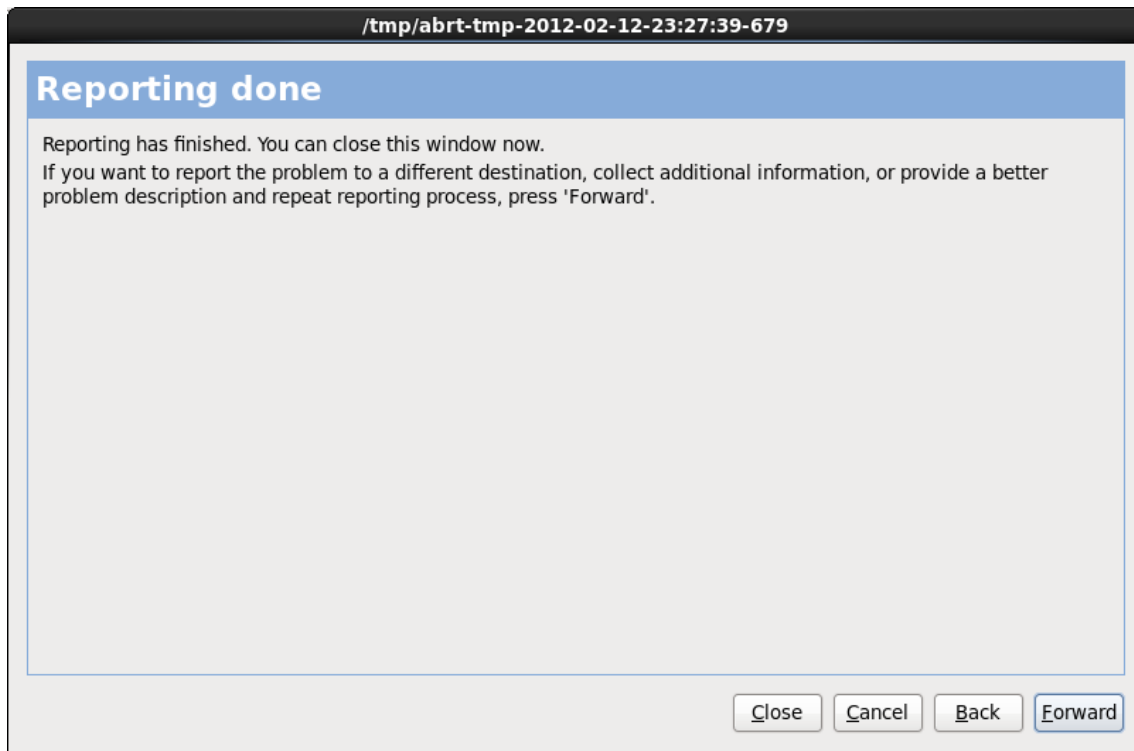 /tmp/abrt-tmp-2012-02-12-23:27:39-679
Reporting done
Reporting has finished. You can close this window now.
If you want to report the problem to a different destination, collect additional information, or provide a better
problem description and repeat reporting process, press 'Forward'.
Close Cancel Back Forward